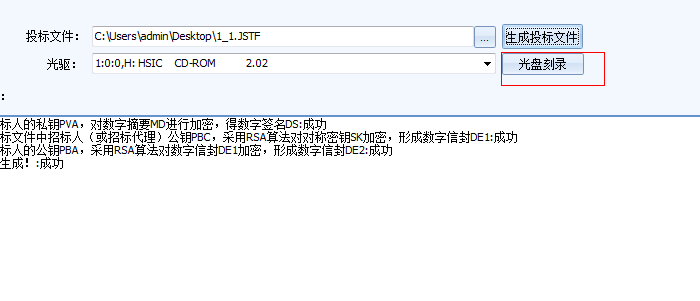 投标文件： C:\Users\admin\Desktop\1_1.JSTF ... 生成投标文件
光驱： 1:0:0,H: HSIC CD-ROM 2.02 光盘刻录
：
标人的私钥PVA，对数字摘要MD进行加密，得数字签名DS:成功
标文件中招标人（或招标代理）公钥PBC，采用RSA算法对对称密钥SK加密，形成数字信封DE1:成功
标人的公钥PBA，采用RSA算法对数字信封DE1加密，形成数字信封DE2:成功
生成！:成功